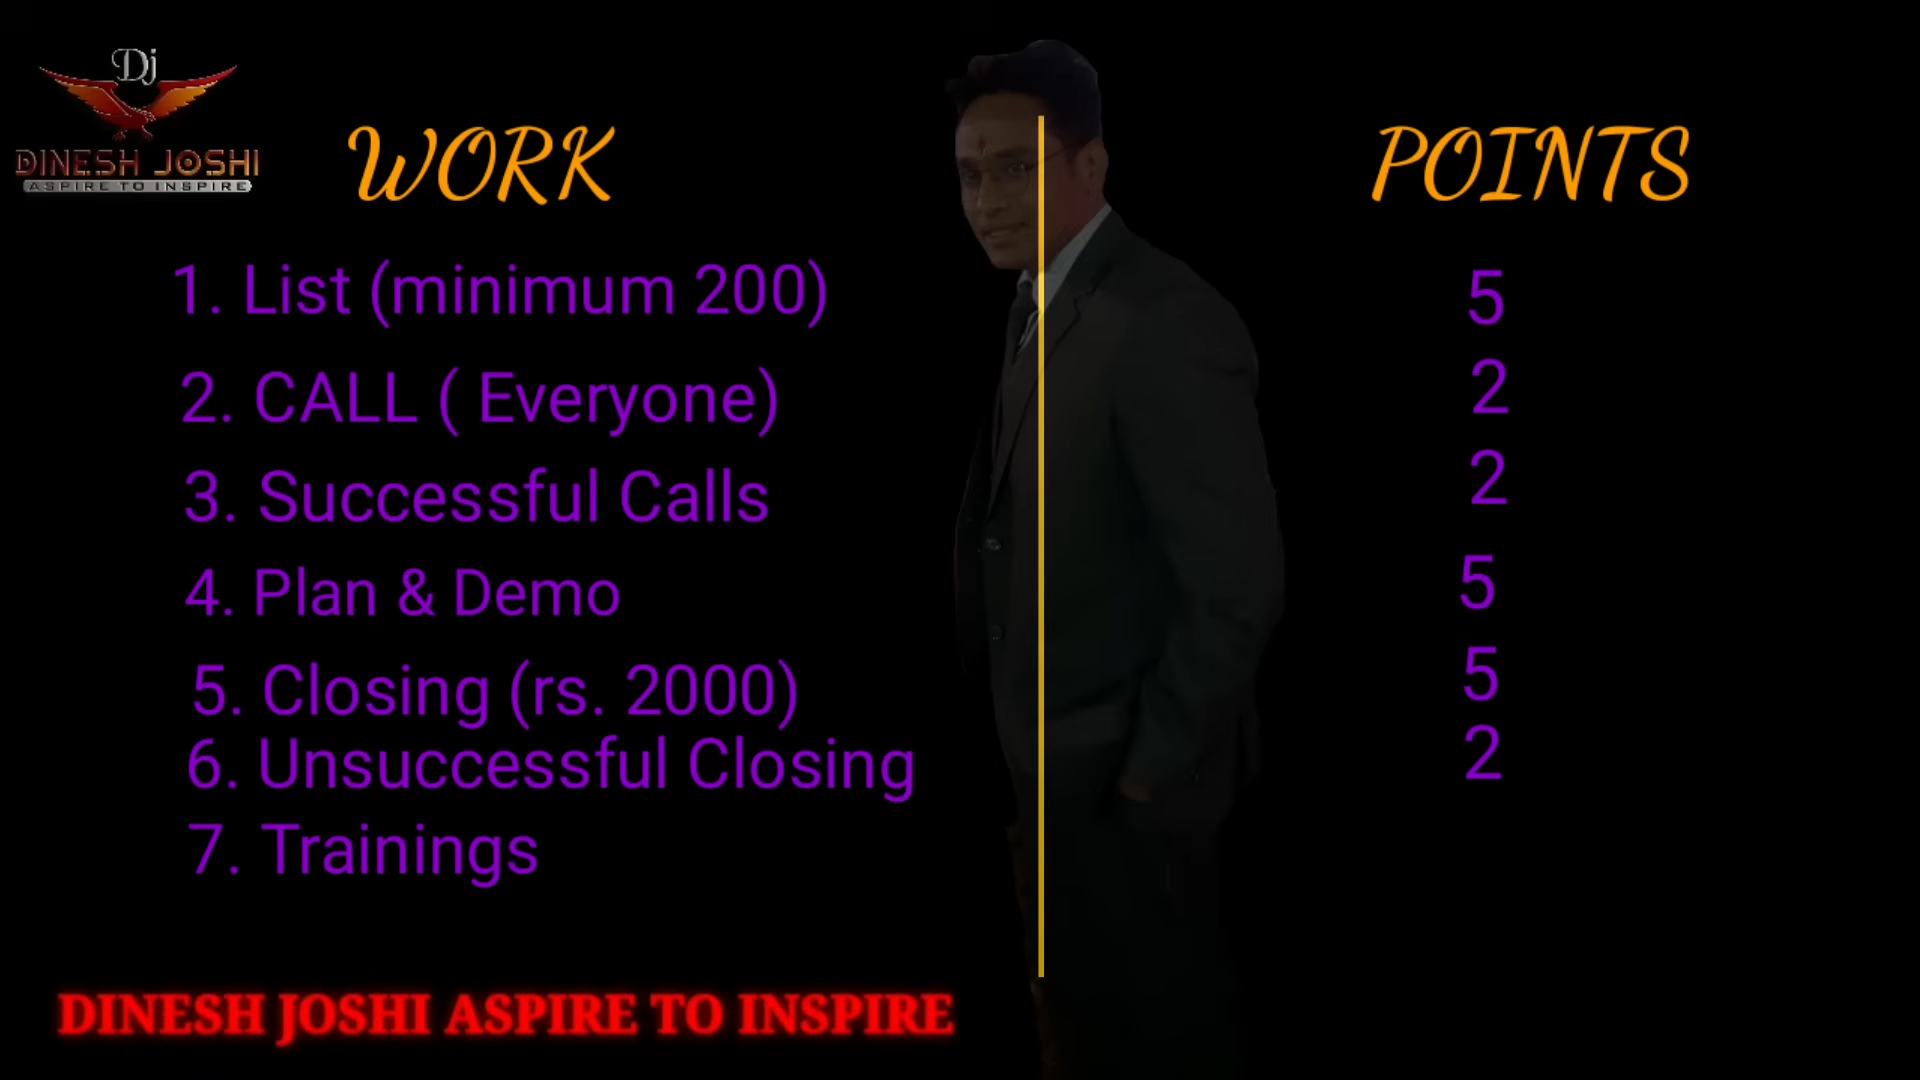 Dj
DINESH JOSHI
ASPIRE TO INSPIRE
WORK POINTS
1. List (minimum 200) 5
2. CALL ( Everyone) 2
3. Successful Calls 2
4. Plan & Demo 5
5. Closing (rs. 2000) 5
6. Unsuccessful Closing 2
7. Trainings
DINESH JOSHI ASPIRE TO INSPIRE